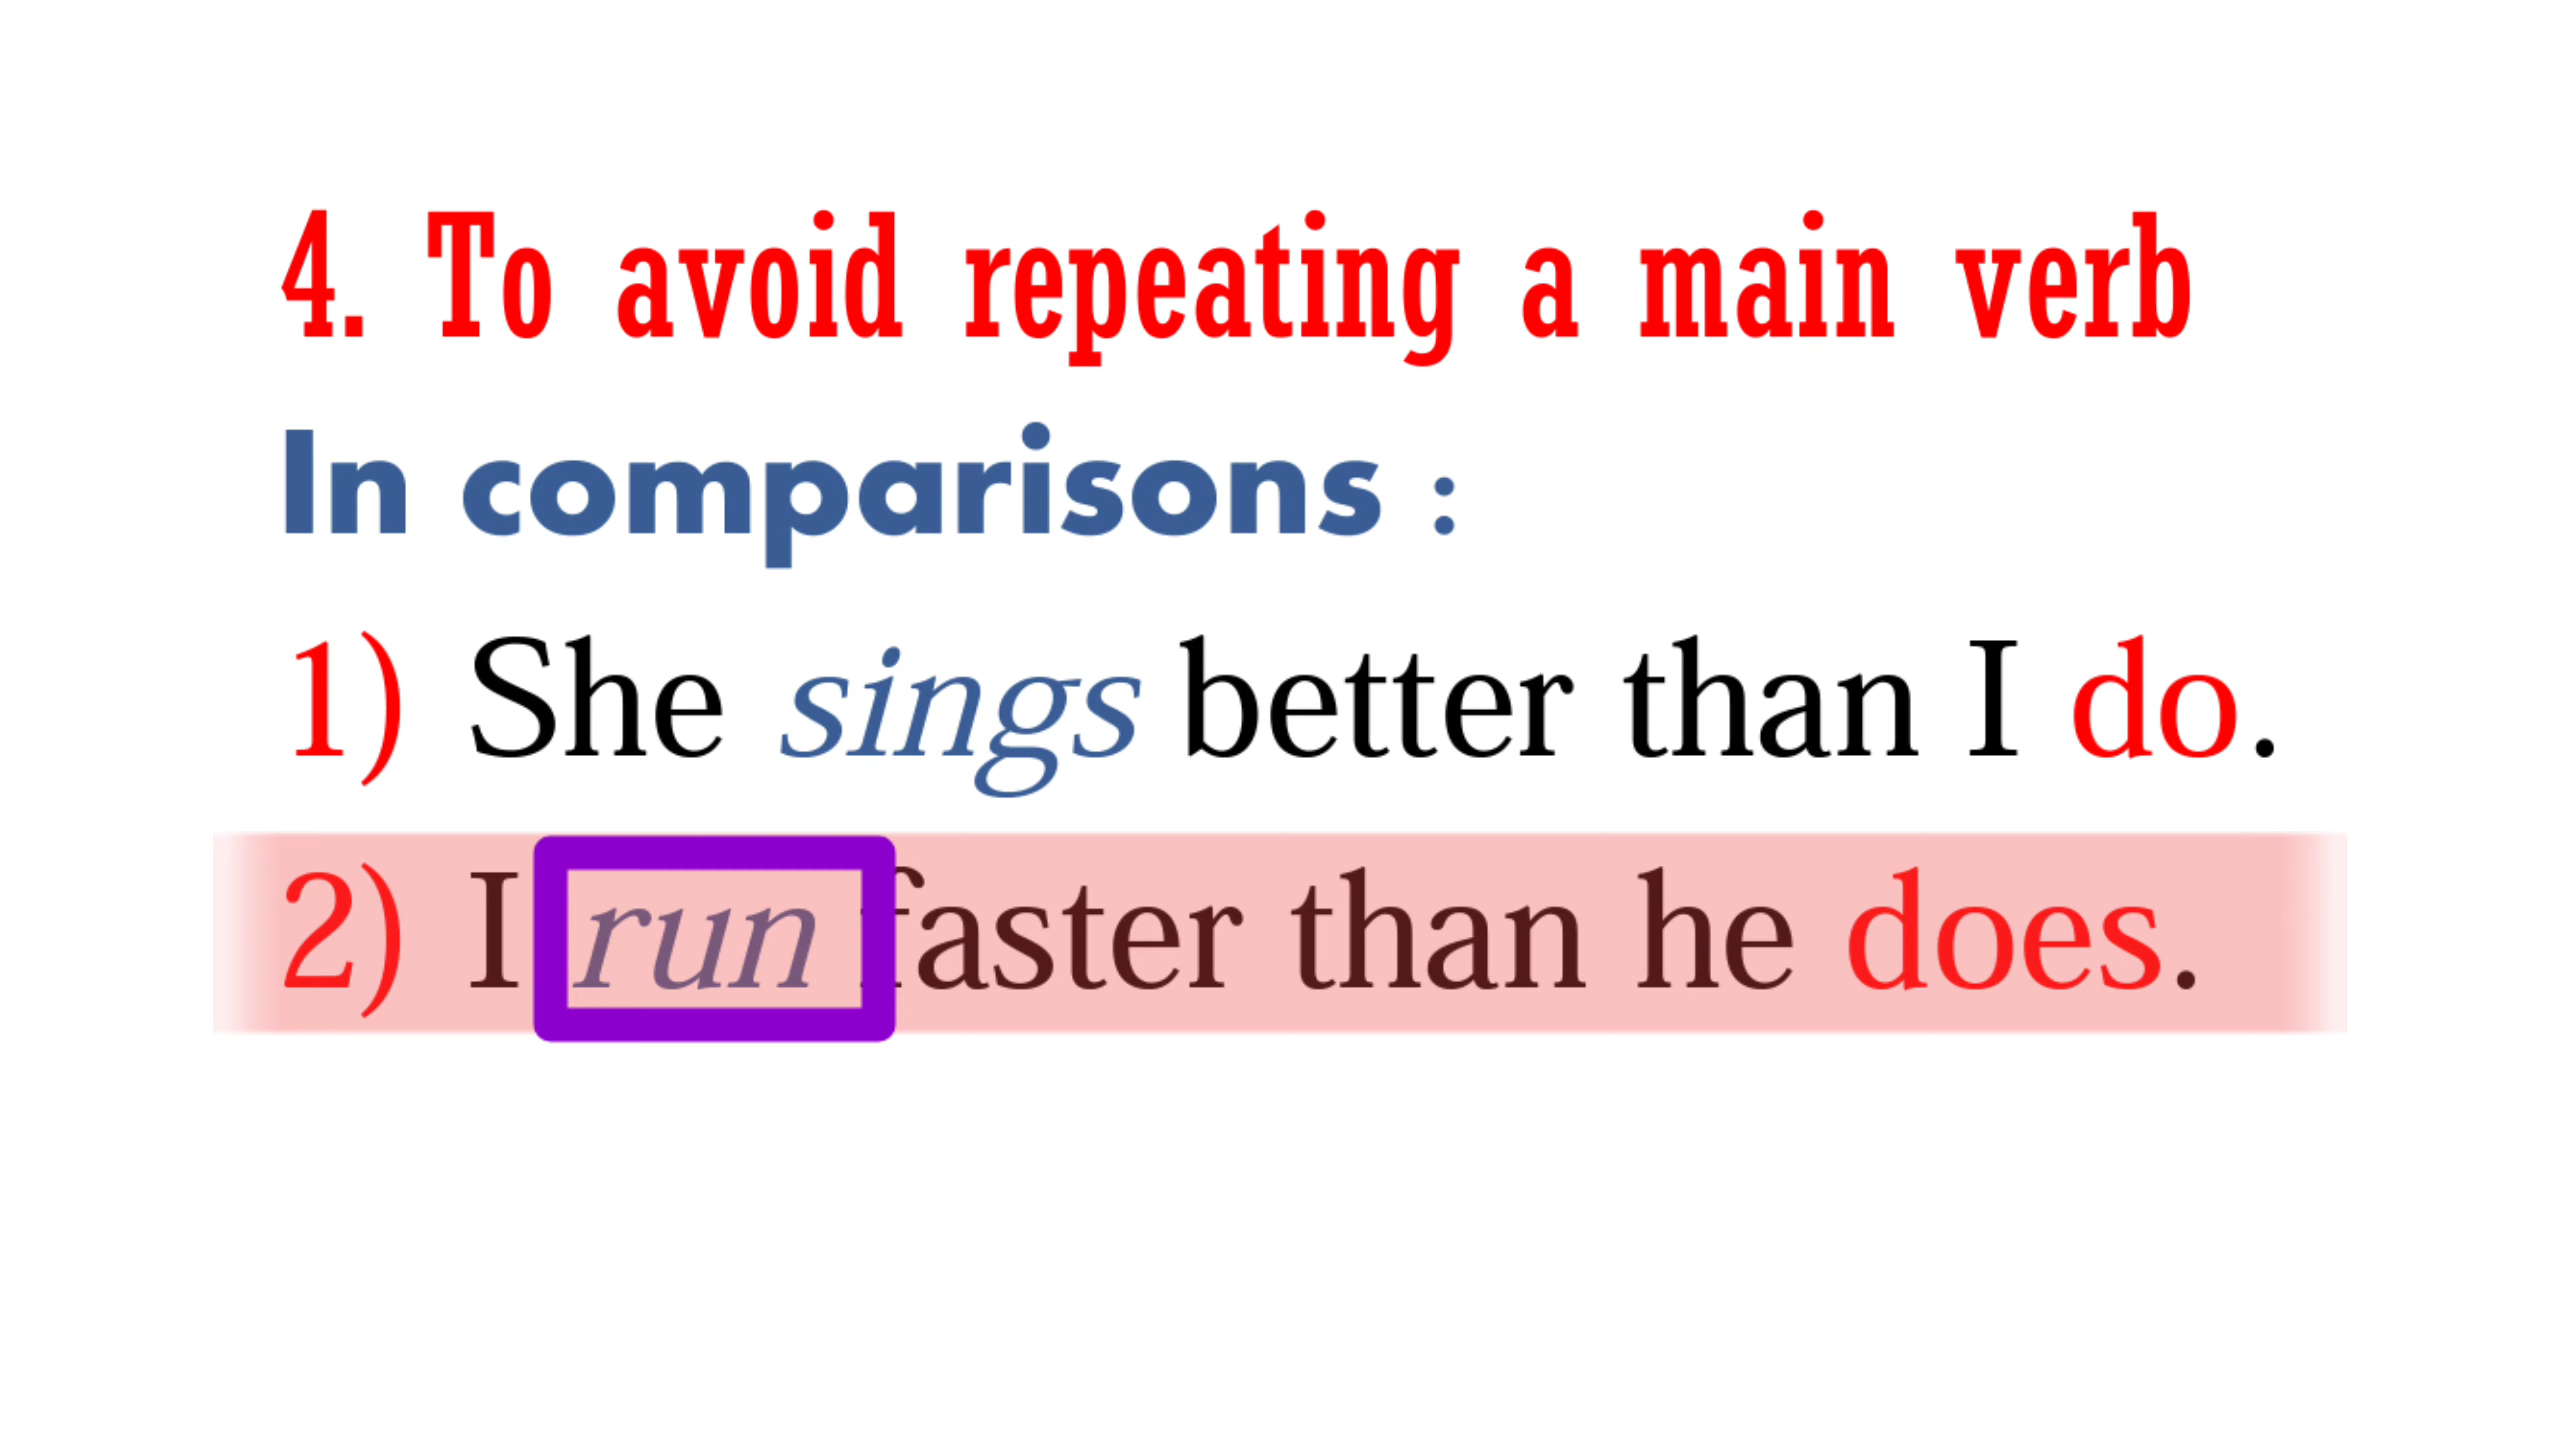 4. To avoid repeating a main verb
In comparisons :
1) She sings better than I do.
2) I run faster than he does.